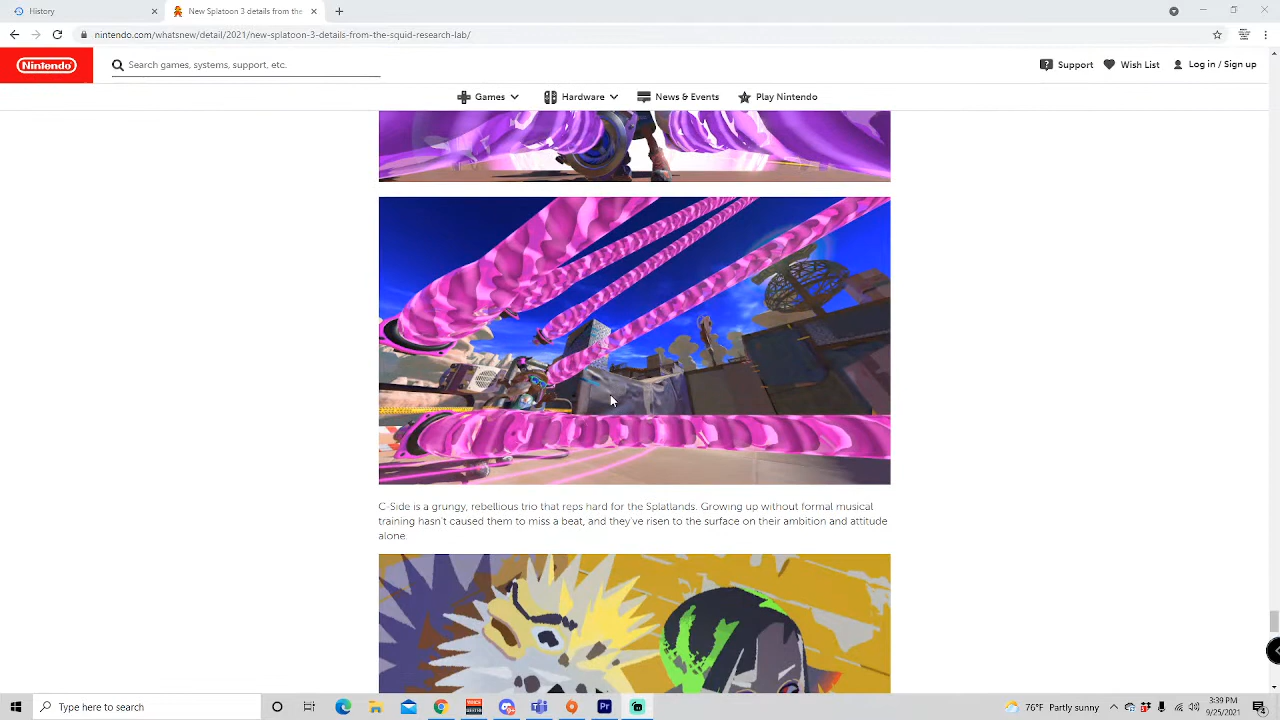 History
New Splatoon 3 details from the
nintendo.com/whatsnew/detail/2021/new-splatoon-3-details-from-the-squid-research-lab/
Nintendo
Search games, systems, support, etc.
Support
Wish List
Log in / Sign up
Games
Hardware
News & Events
Play Nintendo
C-Side is a grungy, rebellious trio that reps hard for the Splatlands. Growing up without formal musical
training hasn't caused them to miss a beat, and they've risen to the surface on their ambition and attitude
alone.
Type here to search
76°F Partly sunny
3:39 PM
9/25/2021